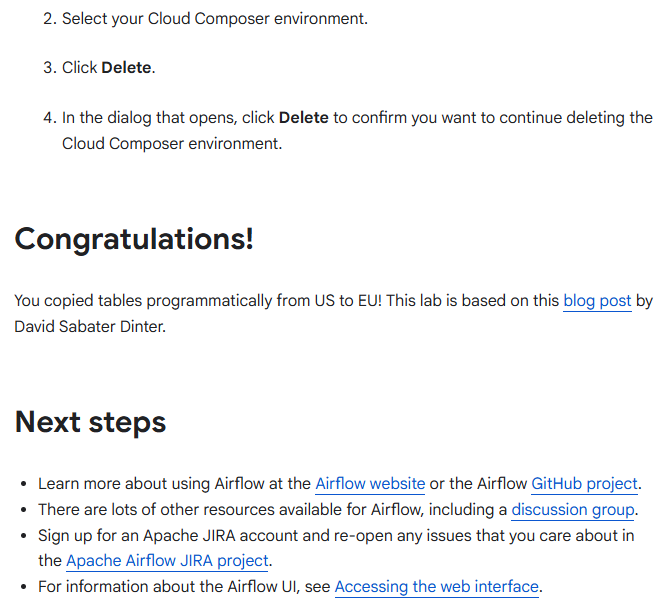 2. Select your Cloud Composer environment.
3. Click Delete.
4. In the dialog that opens, click Delete to confirm you want to continue deleting the
Cloud Composer environment.
Congratulations!
You copied tables programmatically from US to EU! This lab is based on this blog post by
David Sabater Dinter.
Next steps
• Learn more about using Airflow at the Airflow website or the Airflow GitHub project.
• There are lots of other resources available for Airflow, including a discussion group.
• Sign up for an Apache JIRA account and re-open any issues that you care about in
the Apache Airflow JIRA project.
• For information about the Airflow UI, see Accessing the web interface.